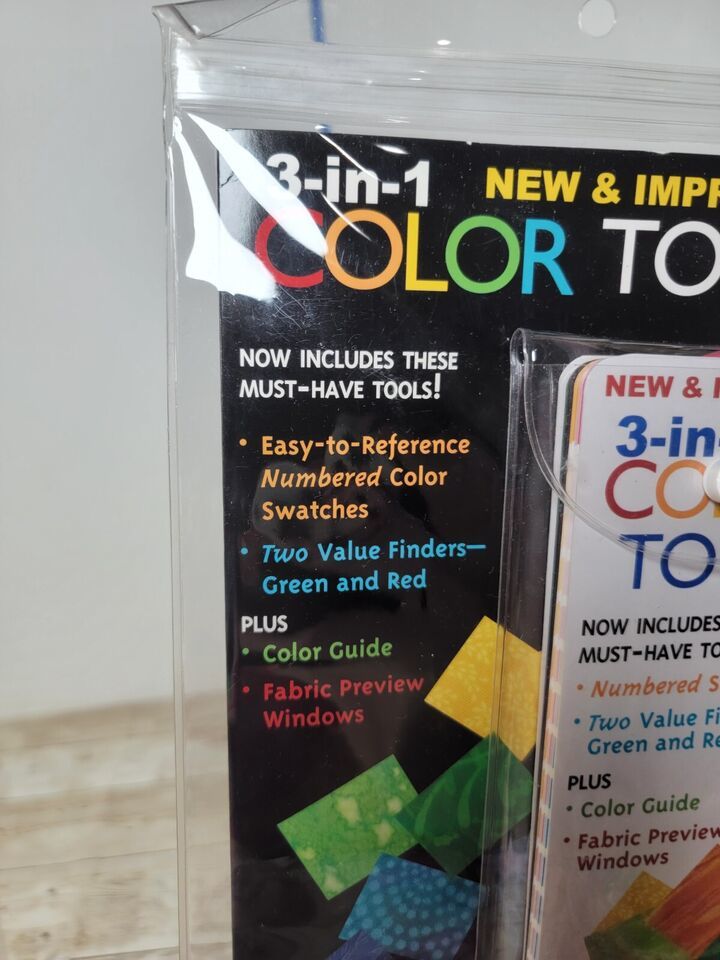 3-in-1 NEW & IMPR
COLOR TO
NOW INCLUDES THESE
MUST-HAVE TOOLS!
• Easy-to-Reference
Numbered Color
Swatches
• Two Value Finders—
Green and Red
PLUS
• Color Guide
• Fabric Preview
Windows
NEW & I
3-in-
CO
TO
NOW INCLUDES
MUST-HAVE TO
• Numbered S
• Two Value Fi
Green and Re
PLUS
• Color Guide
• Fabric Preview
Windows